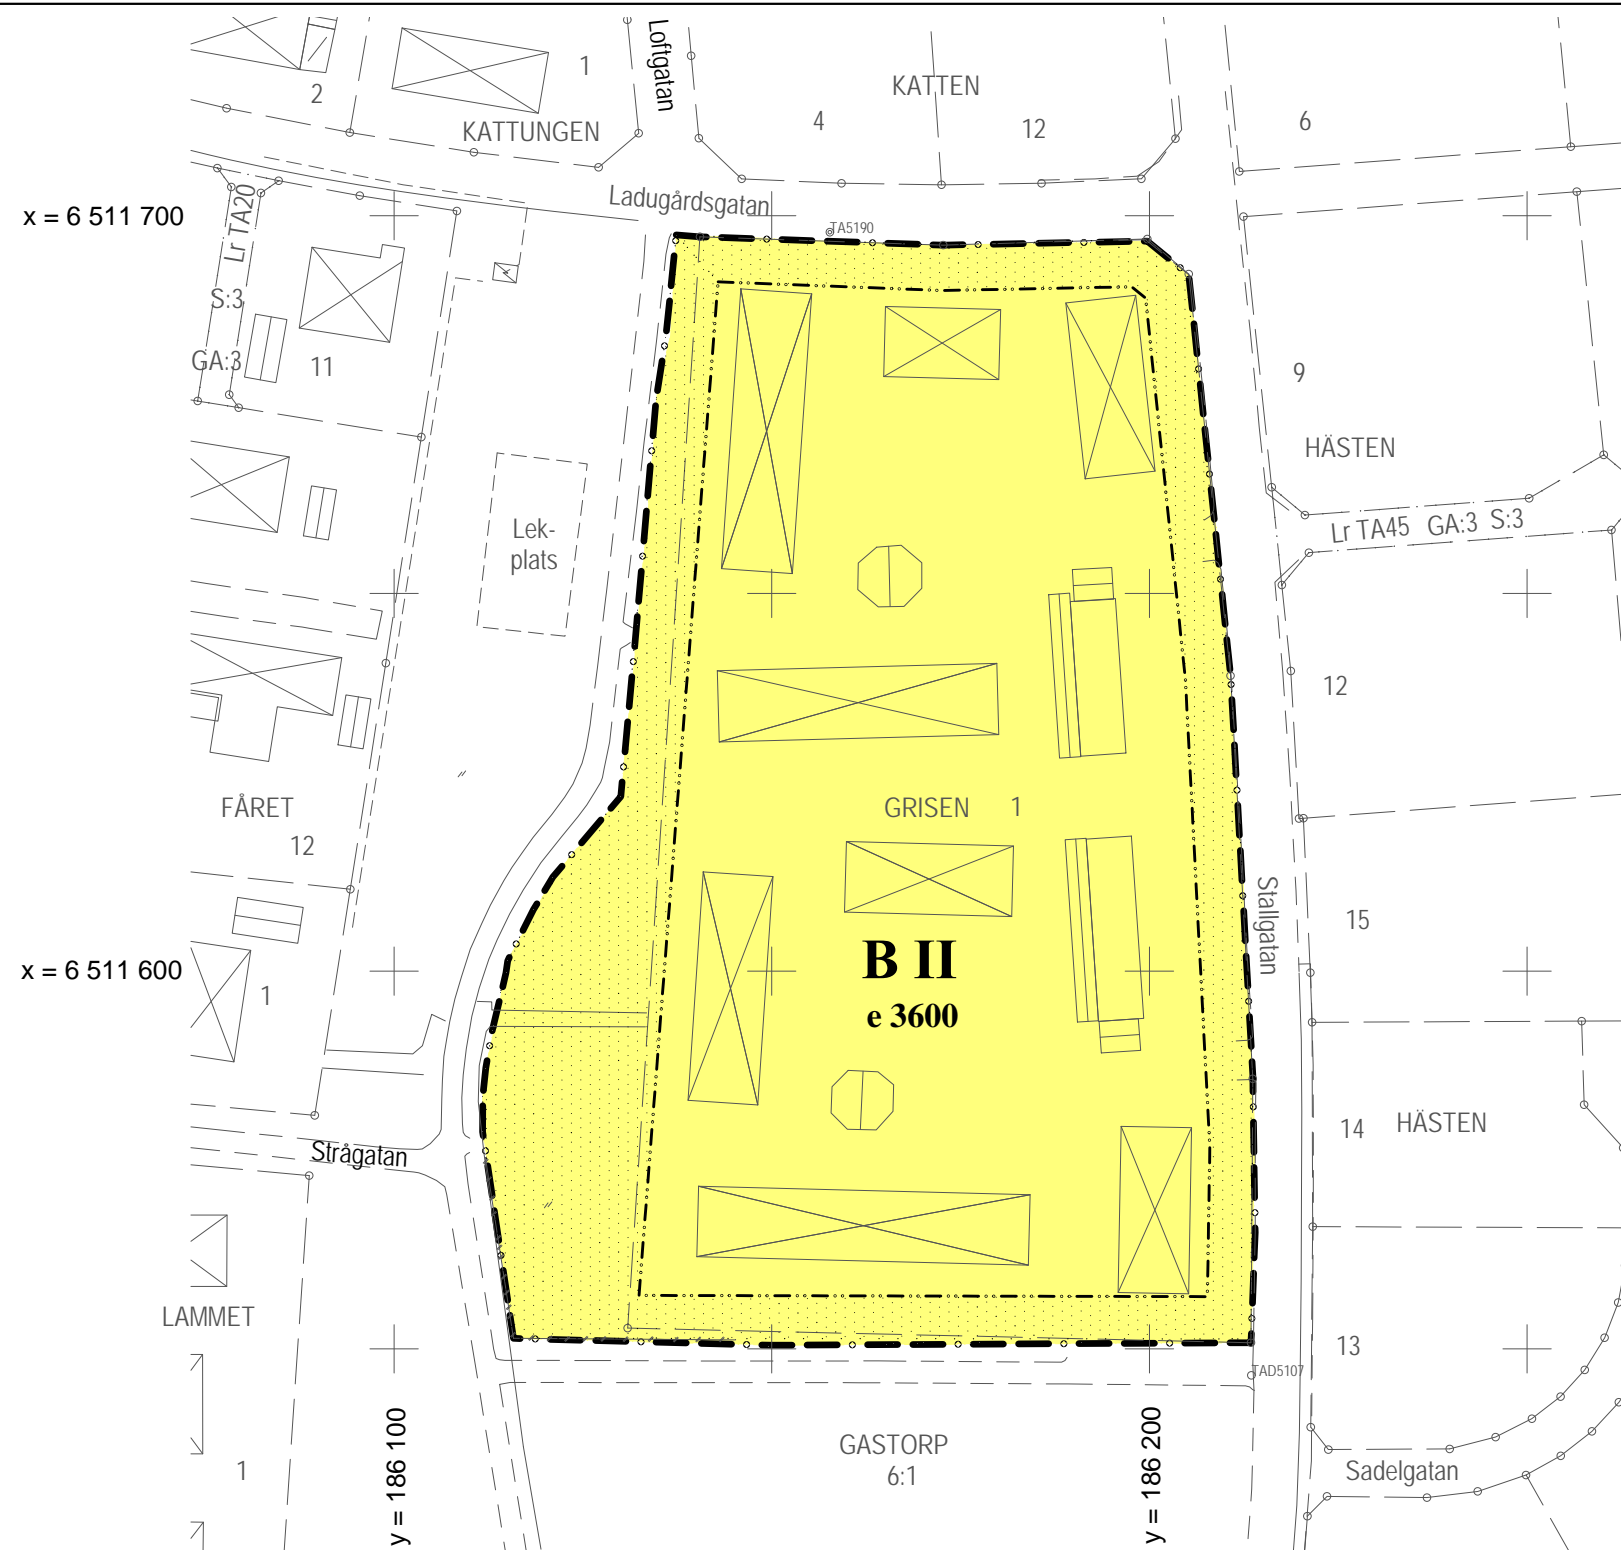 Loftgatan
1
2
KATTUNGEN
KATTEN
4
12
6
Ladugårdsgatan
x = 6 511 700
Lr TA20
TA5190
S:3
GA:3
11
9
HÄSTEN
Lek-
plats
Lr TA45 GA:3 S:3
12
FÅRET
12
GRISEN 1
Stallgatan
15
B II
x = 6 511 600
1
e 3600
14
HÄSTEN
Strågatan
LAMMET
13
TAD5107
y = 186 100
y = 186 200
GASTORP
6:1
1
Sadelgatan